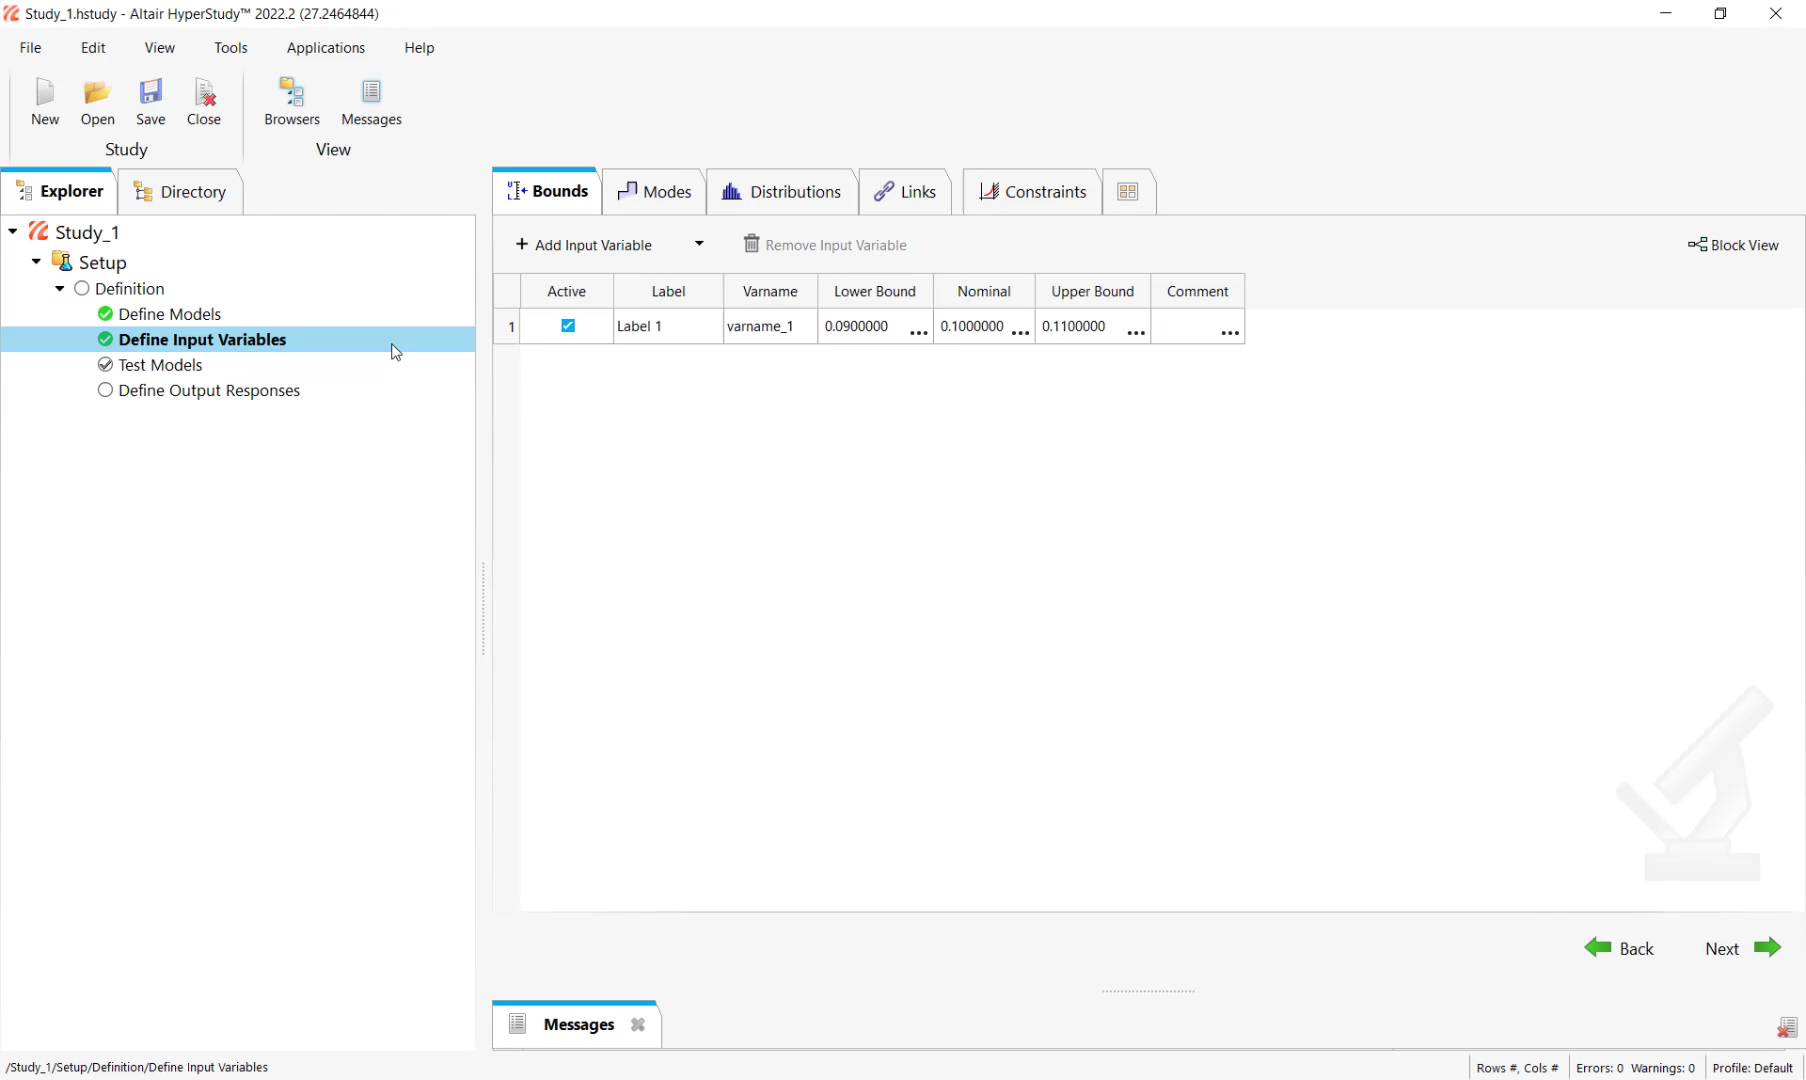 Study_1.hstudy - Altair HyperStudy™ 2022.2 (27.2464844)
File Edit View Tools Applications Help
New Open Save Close Browsers Messages
Study View
Explorer Directory Bounds Modes Distributions Links Constraints
Study_1
Setup
Definition
Define Models
Define Input Variables
Test Models
Define Output Responses
+ Add Input Variable Remove Input Variable Block View
Active Label Varname Lower Bound Nominal Upper Bound Comment
1 Label 1 varname_1 0.0900000 ... 0.1000000 ... 0.1100000 ... ...
Back Next
Messages
/Study_1/Setup/Definition/Define Input Variables Rows #, Cols # Errors: 0 Warnings: 0 Profile: Default